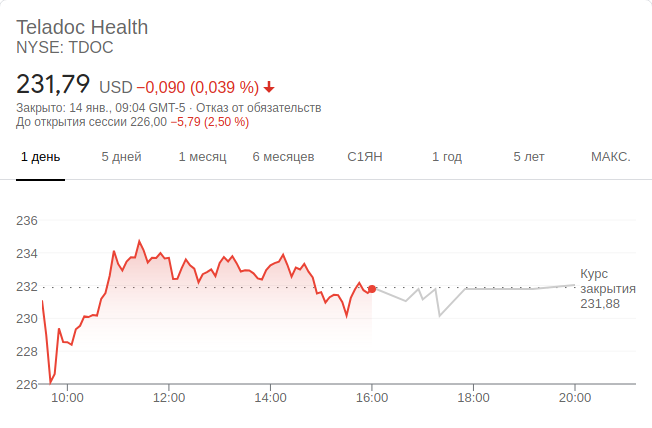 Teladoc Health
NYSE: TDOC
231,79 USD −0,090 (0,039 %)
Закрыто: 14 янв., 09:04 GMT-5 · Отказ от обязательств
До открытия сессии 226,00 −5,79 (2,50 %)
1 день 5 дней 1 месяц 6 месяцев С1ЯН 1 год 5 лет МАКС.
236
234
232
230
228
226
Курс
закрытия
231,88
10:00 12:00 14:00 16:00 18:00 20:00